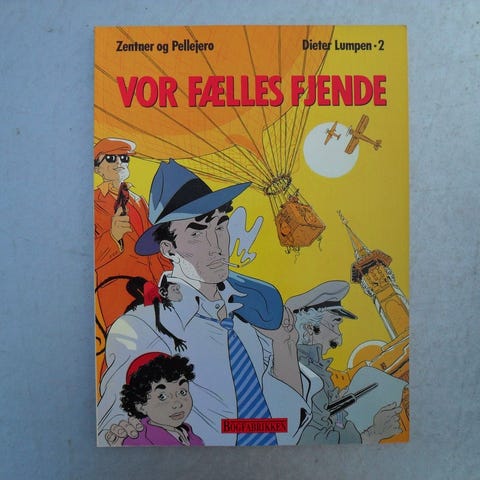 Zentner og Pellejero
Dieter Lumpen · 2
VOR FÆLLES FJENDE
BOGFABRIKKEN